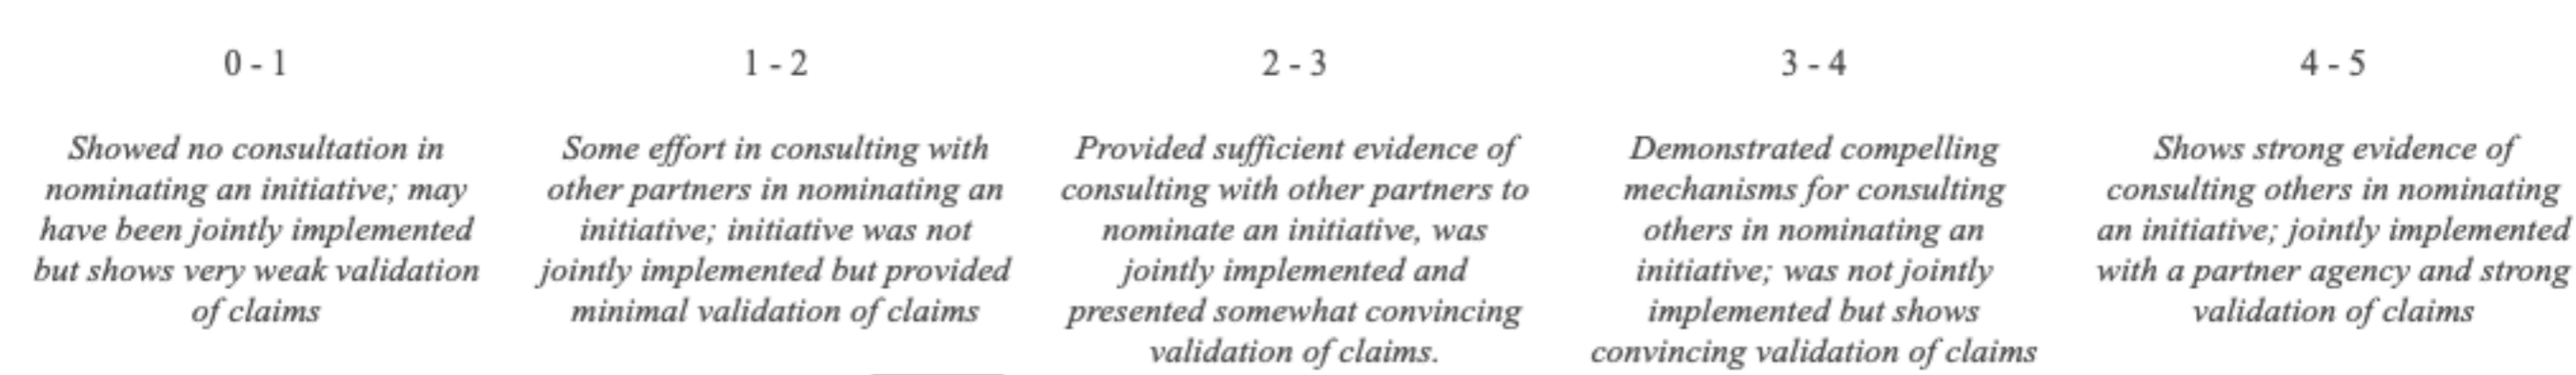 0 - 1
Showed no consultation in
nominating an initiative; may
have been jointly implemented
but shows very weak validation
of claims
1 - 2
Some effort in consulting with
other partners in nominating an
initiative; initiative was not
jointly implemented but provided
minimal validation of claims
2 - 3
Provided sufficient evidence of
consulting with other partners to
nominate an initiative, was
jointly implemented and
presented somewhat convincing
validation of claims.
3 - 4
Demonstrated compelling
mechanisms for consulting
others in nominating an
initiative; was not jointly
implemented but shows
convincing validation of claims
4 - 5
Shows strong evidence of
consulting others in nominating
an initiative; jointly implemented
with a partner agency and strong
validation of claims